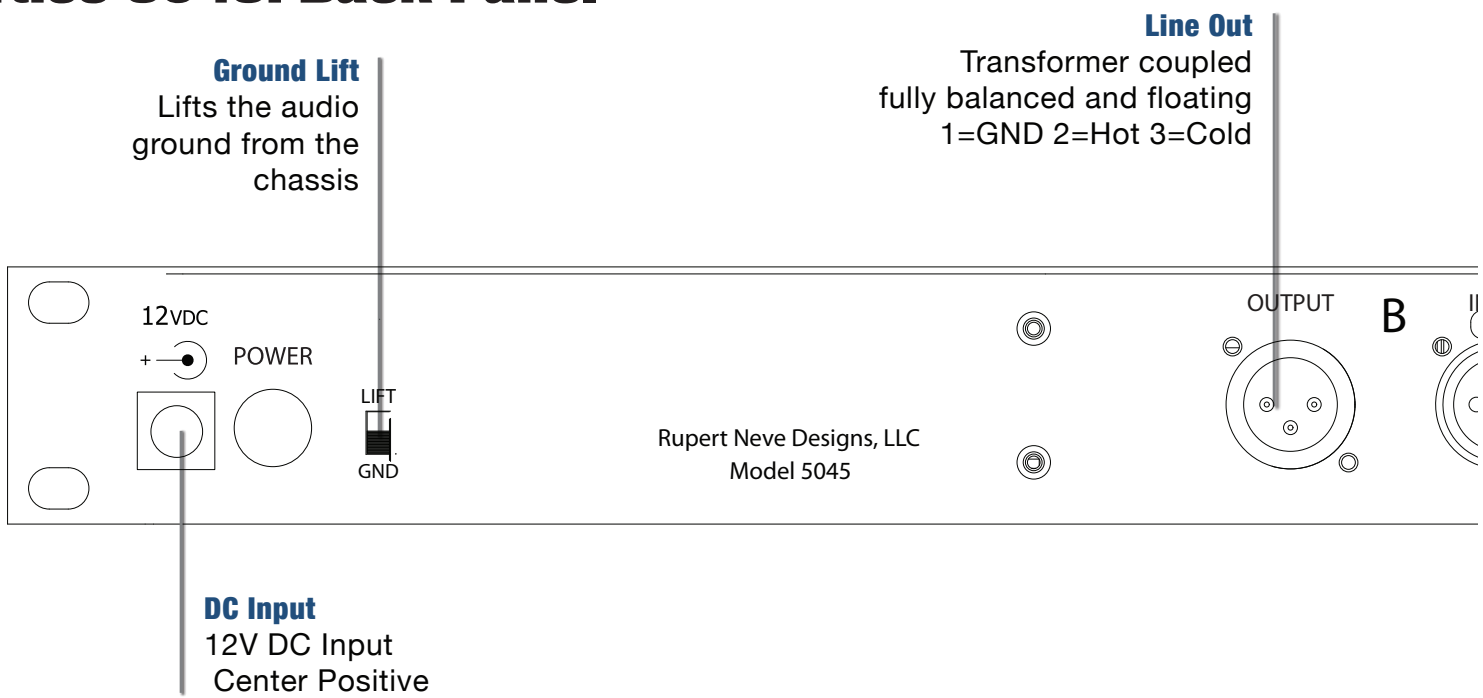 Back Panel
Ground Lift
Lifts the audio
ground from the
chassis
Line Out
Transformer coupled
fully balanced and floating
1=GND 2=Hot 3=Cold
12VDC
+
POWER
LIFT
GND
Rupert Neve Designs, LLC
Model 5045
OUTPUT
B
DC Input
12V DC Input
Center Positive